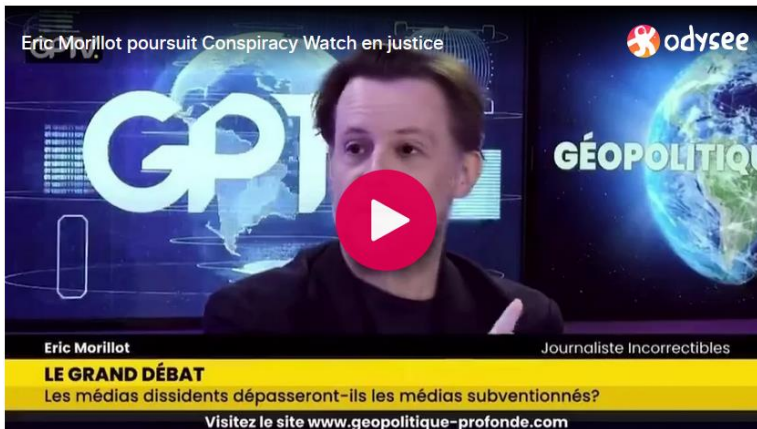 Eric Morillot poursuit Conspiracy Watch en justice
odysee
GPTV
GPT
GÉOPOLITIQU
Eric Morillot
Journaliste Incorrectibles
LE GRAND DÉBAT
Les médias dissidents dépasseront-ils les médias subventionnés?
Visitez le site www.geopolitique-profonde.com